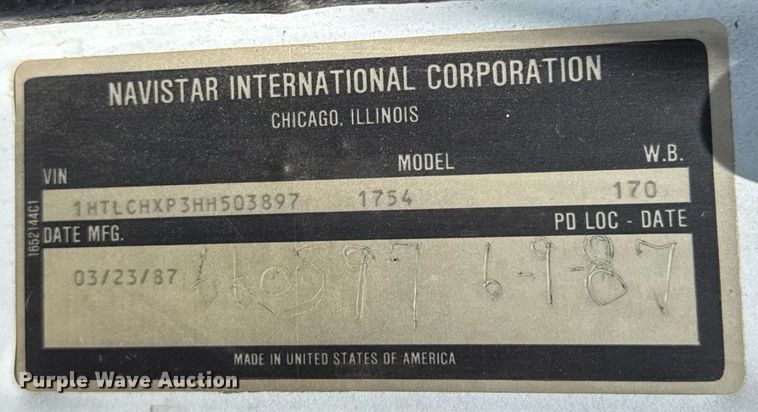 NAVISTAR INTERNATIONAL CORPORATION
CHICAGO, ILLINOIS
VIN MODEL W.B.
1HTLCHXP3HH503897 1754 170
DATE MFG. PD LOC - DATE
03/23/87 6-9-87
MADE IN UNITED STATES OF AMERICA
1652144C1
Purple Wave Auction